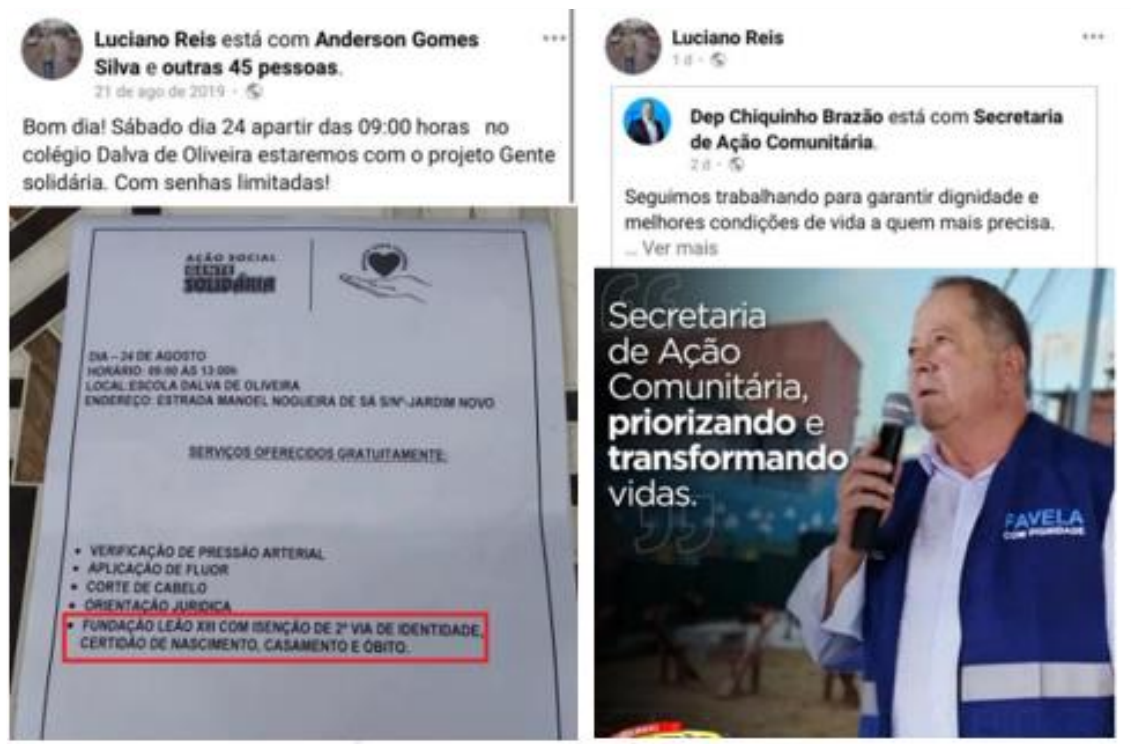 Luciano Reis está com Anderson Gomes
Silva e outras 45 pessoas.
21 de ago de 2019
Bom dia! Sábado dia 24 apartir das 09:00 horas no
colégio Dalva de Oliveira estaremos com o projeto Gente
solidária. Com senhas limitadas!
AÇÃO SOCIAL
GENTE
SOLIDÁRIA
DIA – 24 DE AGOSTO
HORÁRIO: 09:00 ÀS 13:00h
LOCAL:ESCOLA DALVA DE OLIVEIRA
ENDEREÇO: ESTRADA MANOEL NOGUEIRA DE SÁ S/Nº-JARDIM NOVO
SERVIÇOS OFERECIDOS GRATUITAMENTE:
• VERIFICAÇÃO DE PRESSÃO ARTERIAL
• APLICAÇÃO DE FLUOR
• CORTE DE CABELO
• ORIENTAÇÃO JURIDICA
• FUNDAÇÃO LEÃO XIII COM ISENÇÃO DE 2ª VIA DE IDENTIDADE,
CERTIDÃO DE NASCIMENTO, CASAMENTO E ÓBITO.
Luciano Reis
1 d
Dep Chiquinho Brazão está com Secretaria
de Ação Comunitária.
2 d
Seguimos trabalhando para garantir dignidade e
melhores condições de vida a quem mais precisa.
... Ver mais
Secretaria
de Ação
Comunitária,
priorizando e
transformando
vidas.
FAVELA
COM DIGNIDADE